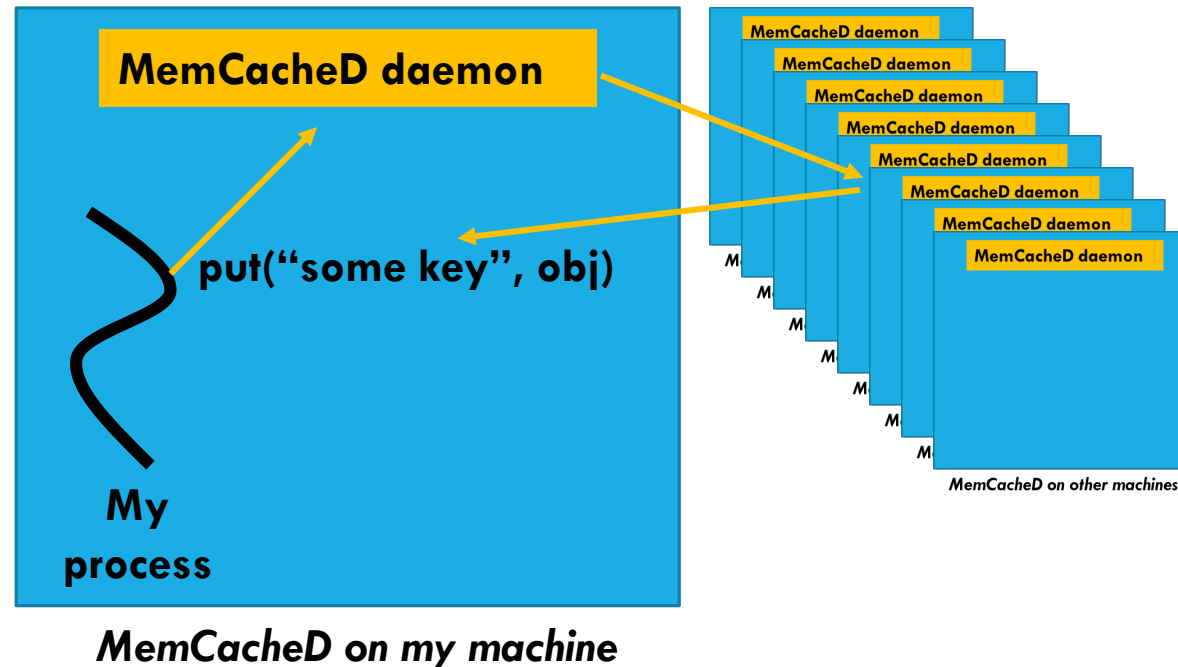 MemCacheD daemon
put(“some key”, obj)
My
process
MemCacheD on my machine
MemCacheD daemon
MemCacheD daemon
MemCacheD daemon
MemCacheD daemon
MemCacheD daemon
MemCacheD daemon
MemCacheD daemon
MemCacheD daemon
MemCacheD on other machines